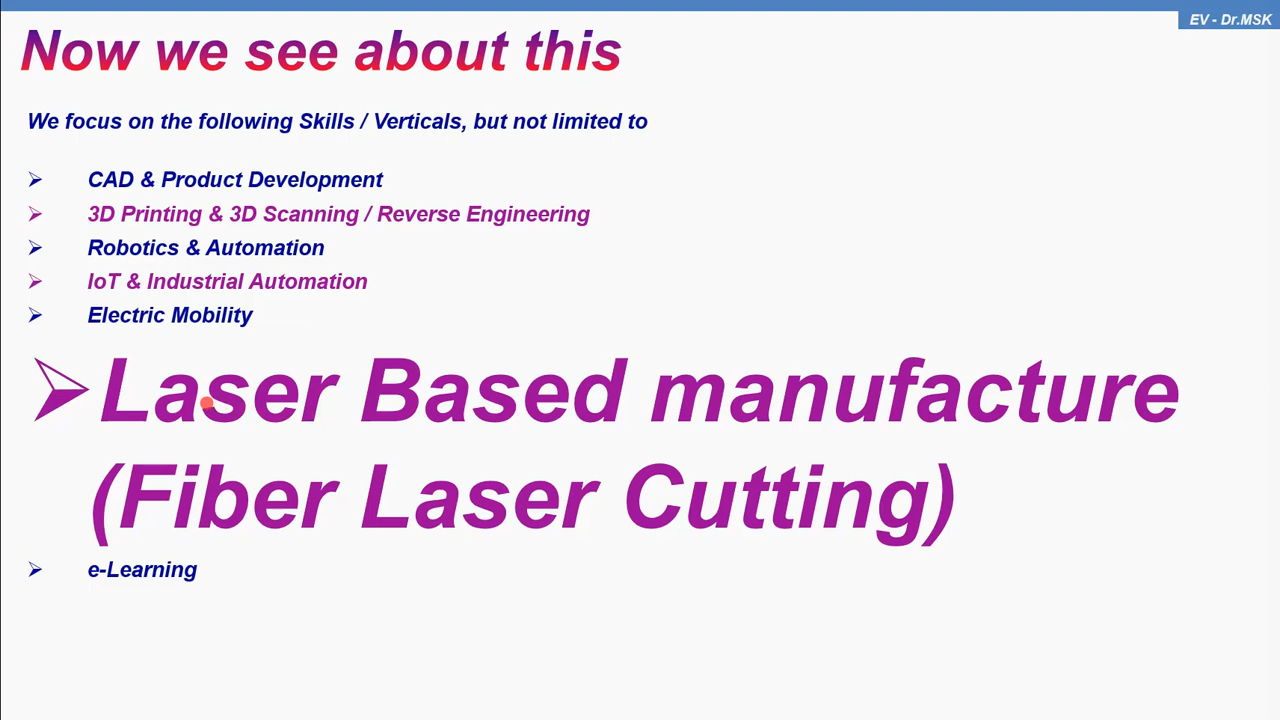 EV - Dr.MSK
Now we see about this
We focus on the following Skills / Verticals, but not limited to
➢ CAD & Product Development
➢ 3D Printing & 3D Scanning / Reverse Engineering
➢ Robotics & Automation
➢ IoT & Industrial Automation
➢ Electric Mobility
➢ Laser Based manufacture
(Fiber Laser Cutting)
➢ e-Learning